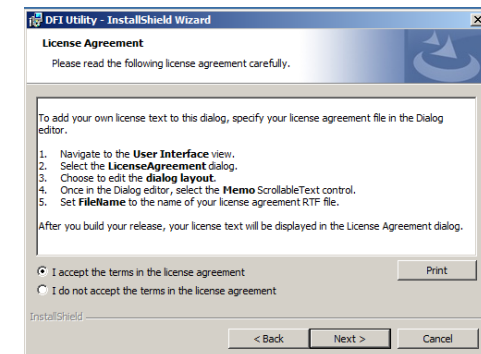 DFI Utility - InstallShield Wizard
License Agreement
Please read the following license agreement carefully.
To add your own license text to this dialog, specify your license agreement file in the Dialog
editor.
1. Navigate to the User Interface view.
2. Select the LicenseAgreement dialog.
3. Choose to edit the dialog layout.
4. Once in the Dialog editor, select the Memo ScrollableText control.
5. Set FileName to the name of your license agreement RTF file.
After you build your release, your license text will be displayed in the License Agreement dialog.
I accept the terms in the license agreement
Print
I do not accept the terms in the license agreement
InstallShield
< Back
Next >
Cancel